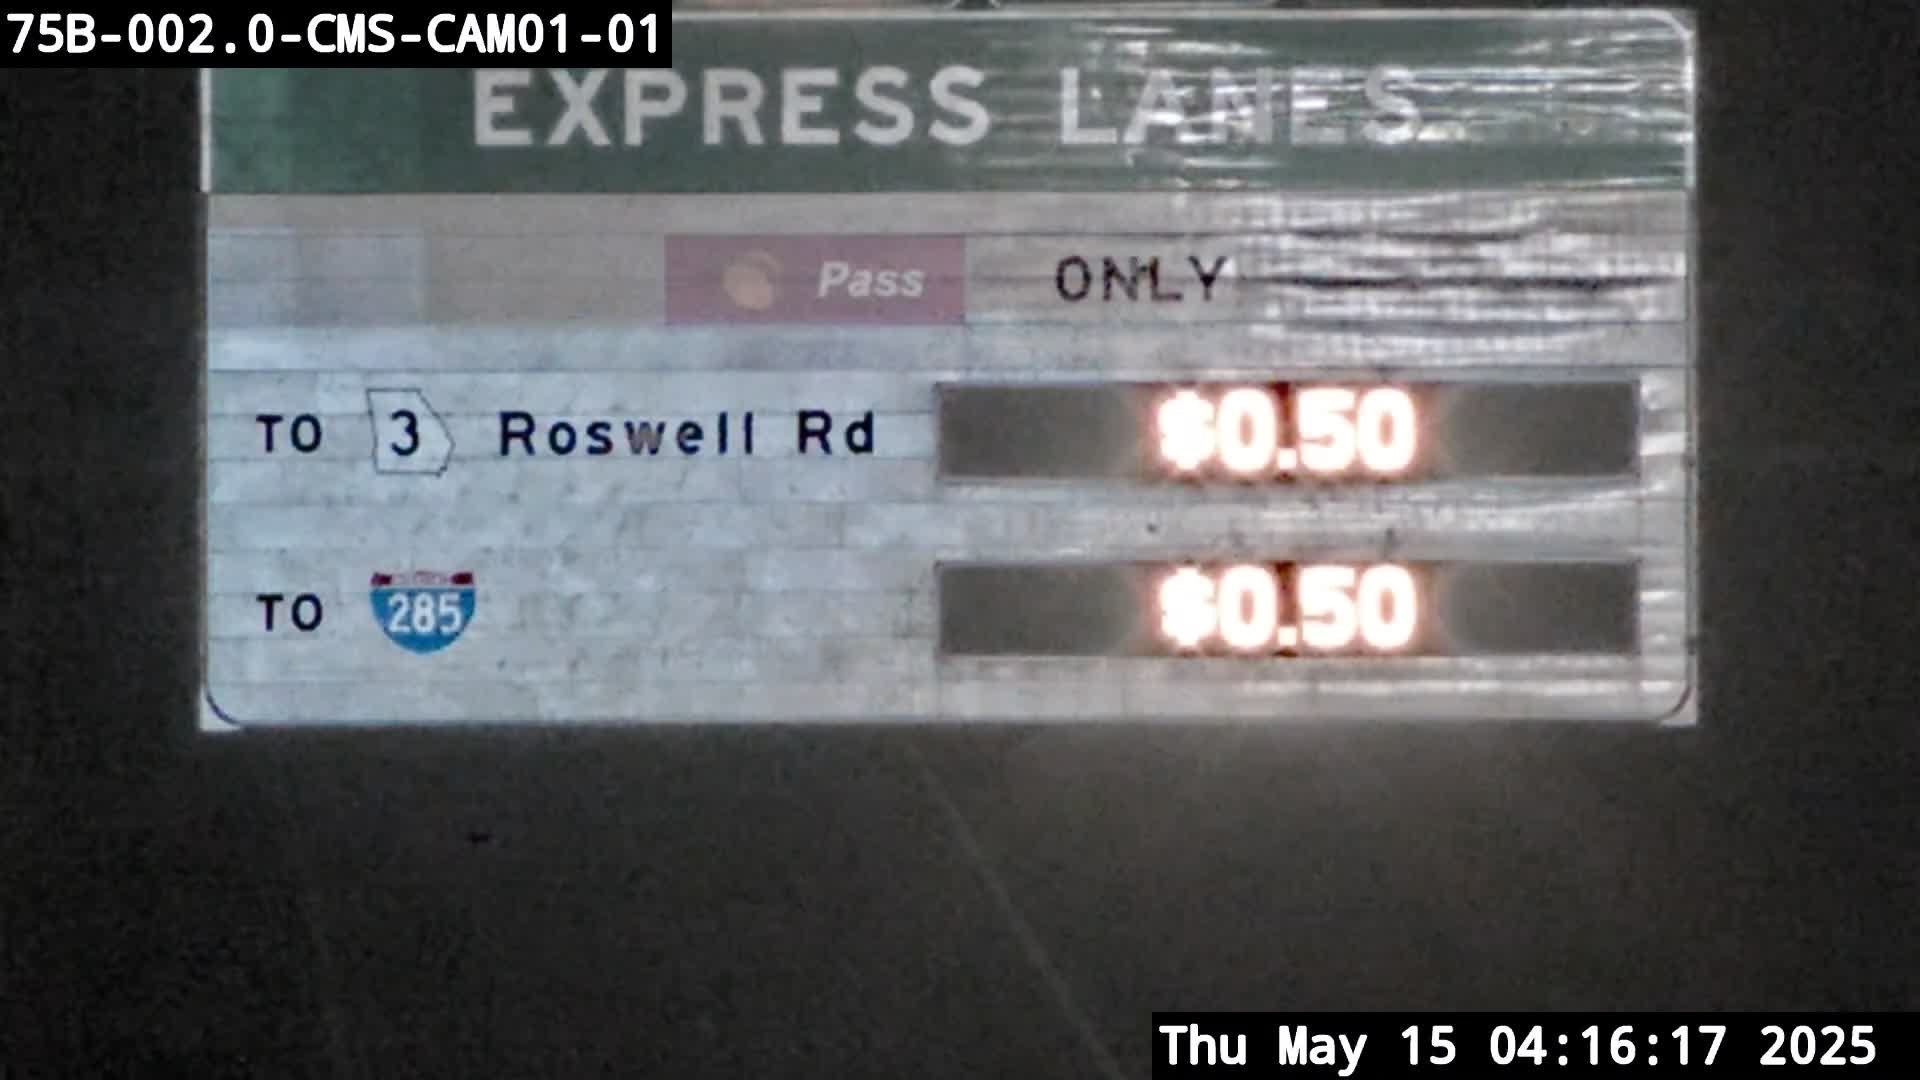 75B-002.0-CMS-CAM01-01
EXPRESS LANES
Pass ONLY
TO 3 Roswell Rd $0.50
TO 285 $0.50
Thu May 15 04:16:17 2025